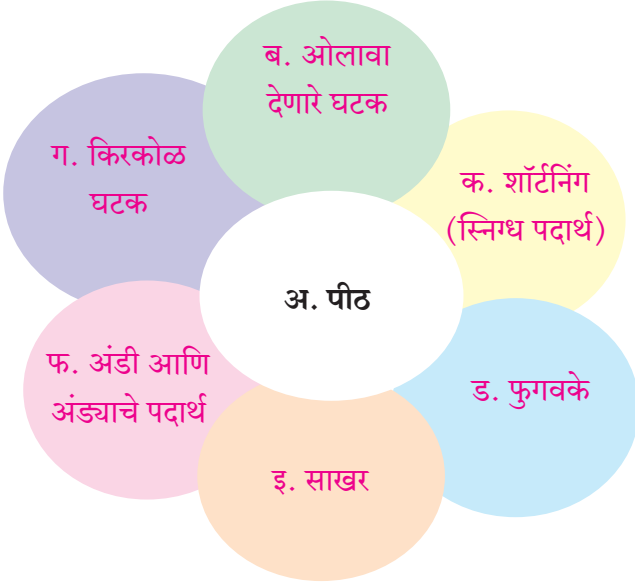 ब. ओलावा
देणारे घटक
ग. किरकोळ
घटक
क. शॉर्टनिंग
(स्निग्ध पदार्थ)
अ. पीठ
फ. अंडी आणि
अंड्याचे पदार्थ
ड. फुगवके
इ. साखर